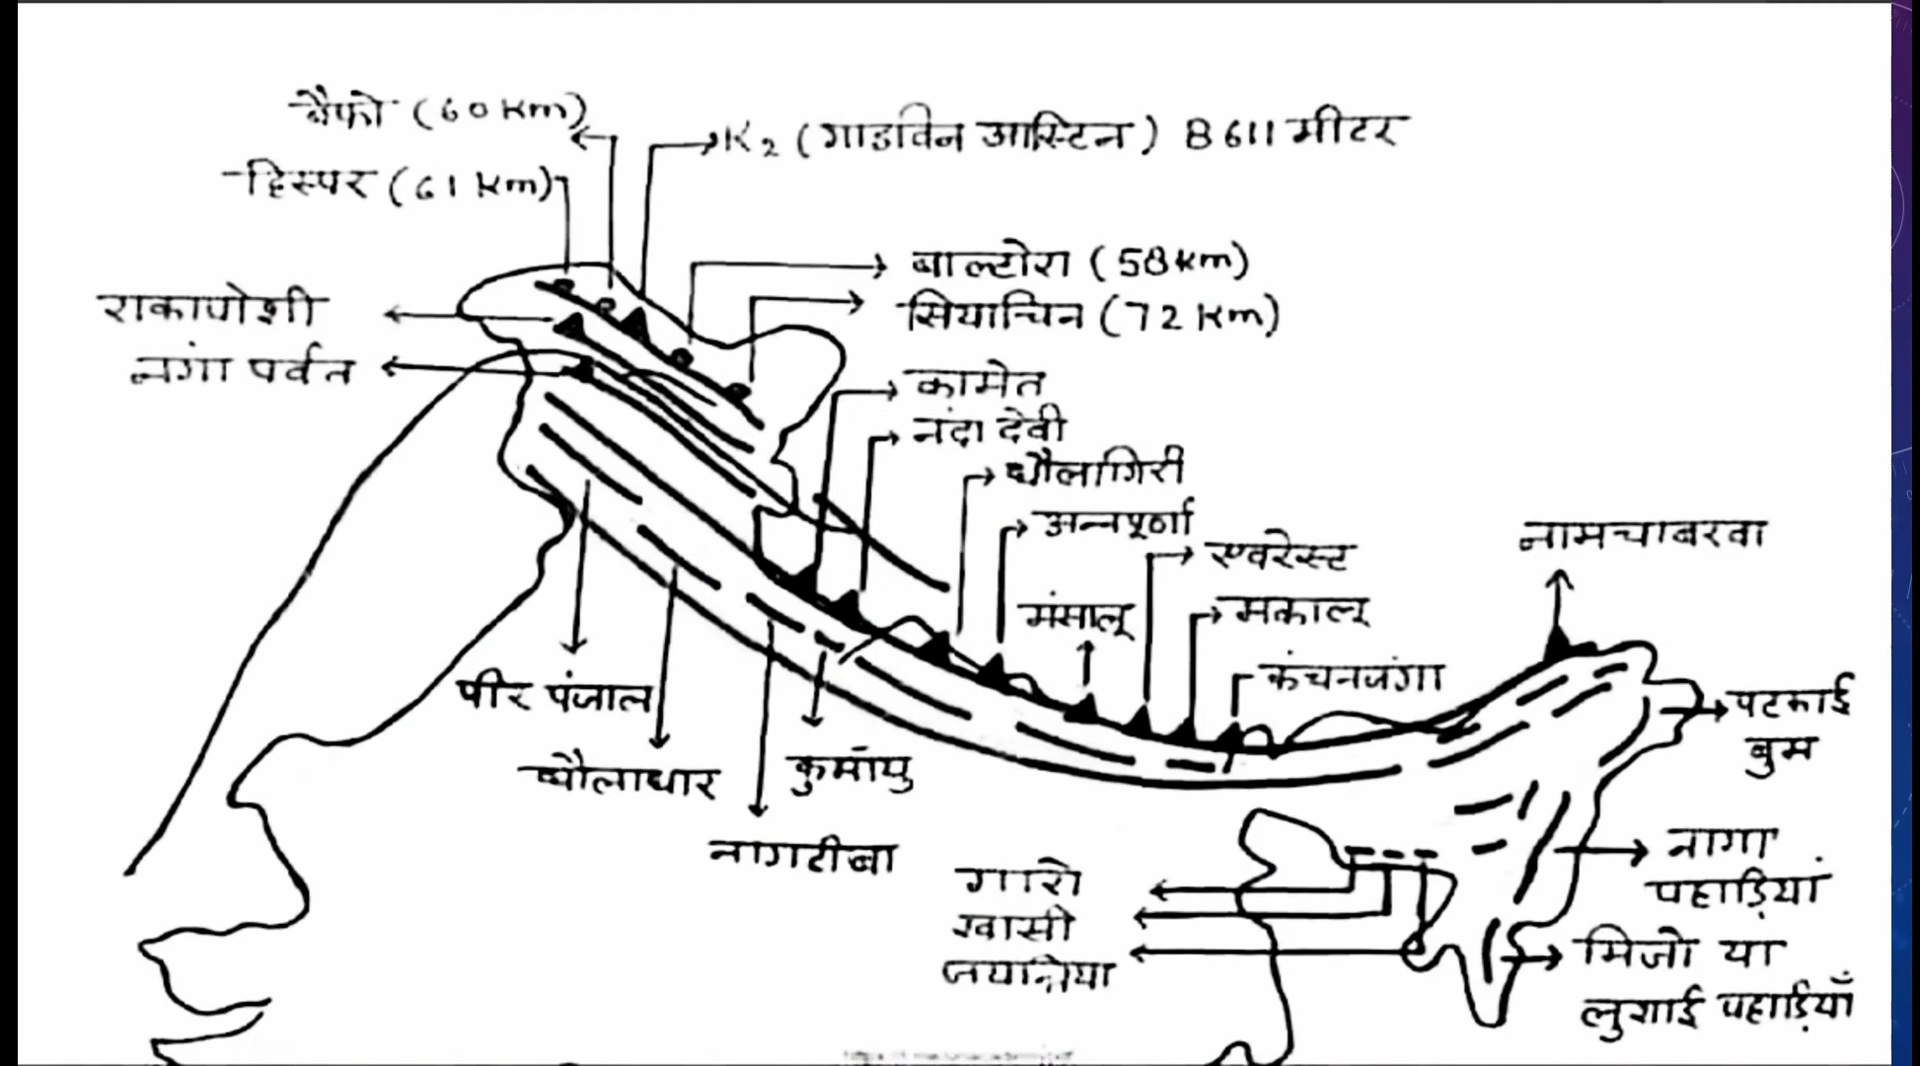 बैफो (60 Km)
K2 (गाडविन आस्टिन) 8611 मीटर
हिस्पर (61 Km)
बाल्टोरा (58 Km)
राकापोशी
सियाचिन (72 Km)
नगां पर्वत
कामेत
नंदा देवी
धौलागिरी
अन्नपूर्णा
नामचाबरवा
एवरेस्ट
मंसालू
मकालू
कंचनजंगा
पीर पंजाल
पटकाई
बुम
धौलाधार
कुमांयु
नागटीबा
नागा
पहाड़ियां
गारो
खासी
जयन्तिया
मिजो या
लुशाई पहाड़ियाँ